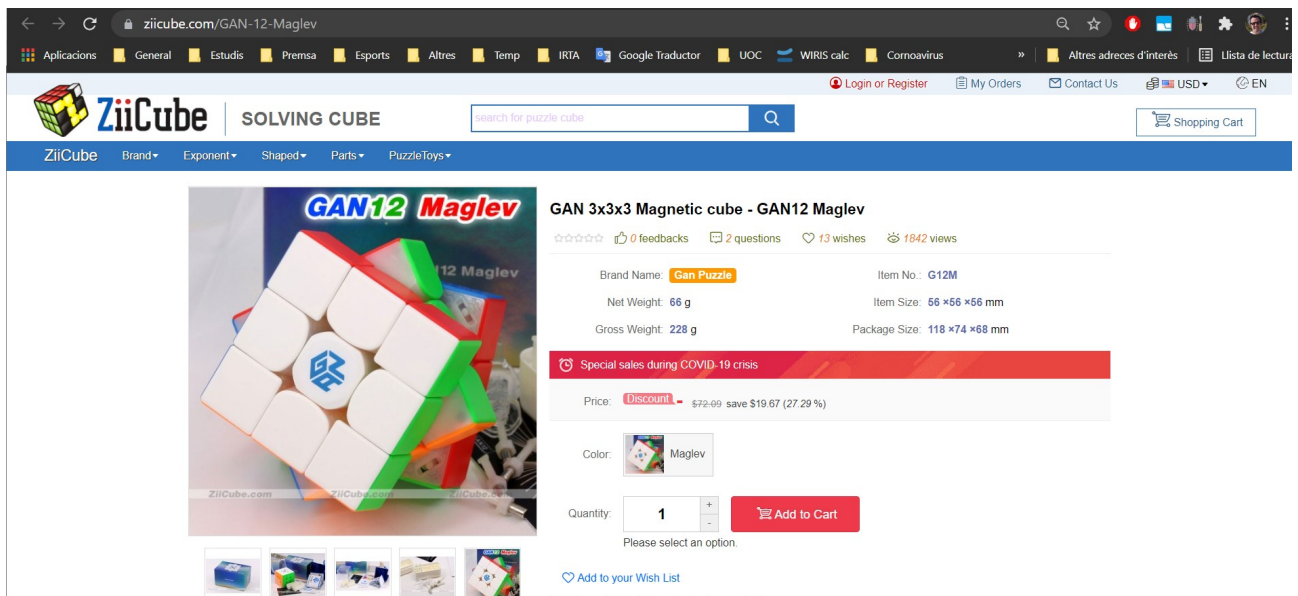 ziicube.com/GAN-12-Maglev
Aplicacions General Estudis Premsa Esports Altres Temp IRTA Google Traductor UOC WIRIS calc Cornoavirus » Altres adreces d'interès Llista de lectura
Login or Register My Orders Contact Us USD EN
ZiiCube SOLVING CUBE search for puzzle cube Shopping Cart
ZiiCube Brand Exponent Shaped Parts PuzzleToys
GAN12 Maglev
12 Maglev
GAN
ZiiCube.com ZiiCube.com ZiiCube.com
GAN 3x3x3 Magnetic cube - GAN12 Maglev
0 feedbacks 2 questions 13 wishes 1842 views
Brand Name: Gan Puzzle Item No.: G12M
Net Weight: 66 g Item Size: 56 ×56 ×56 mm
Gross Weight: 228 g Package Size: 118 ×74 ×68 mm
Special sales during COVID-19 crisis
Price: Discount - $72.09 save $19.67 (27.29 %)
Color: Maglev
Quantity: 1 + - Add to Cart
Please select an option.
Add to your Wish List